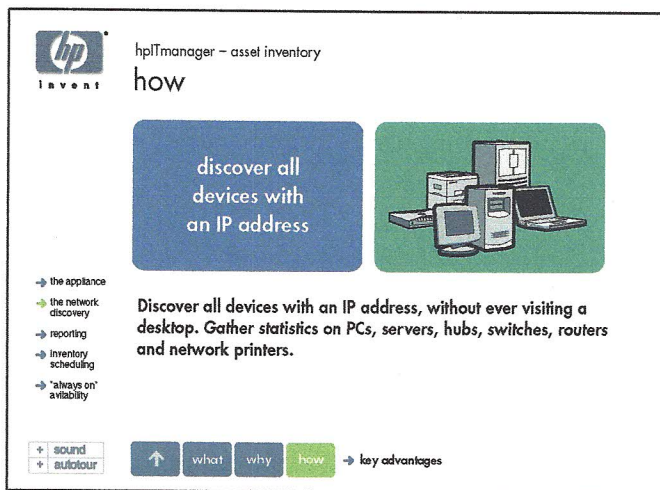 hp
invent
hpITmanager – asset inventory
how
discover all
devices with
an IP address
the appliance
the network
discovery
reporting
inventory
scheduling
"always on"
avilability
Discover all devices with an IP address, without ever visiting a
desktop. Gather statistics on PCs, servers, hubs, switches, routers
and network printers.
+ sound
+ autotour
what
why
how
key advantages